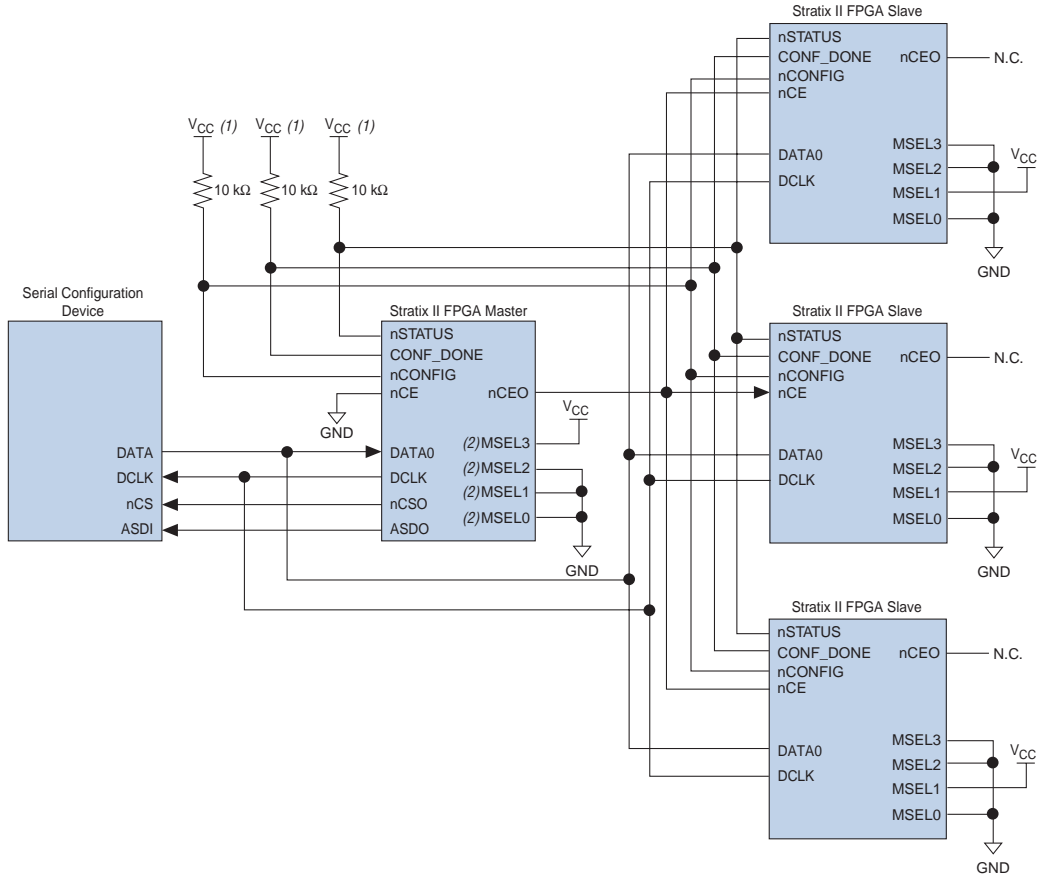 Stratix II FPGA Slave
nSTATUS
CONF_DONE
nCONFIG
nCE
nCEO
N.C.
DATA0
DCLK
MSEL3
MSEL2
MSEL1
MSEL0
VCC
GND
VCC (1)
VCC (1)
VCC (1)
10 kΩ
10 kΩ
10 kΩ
Serial Configuration
Device
DATA
DCLK
nCS
ASDI
Stratix II FPGA Master
nSTATUS
CONF_DONE
nCONFIG
nCE
nCEO
GND
DATA0
DCLK
nCSO
ASDO
(2)MSEL3
(2)MSEL2
(2)MSEL1
(2)MSEL0
VCC
GND
Stratix II FPGA Slave
nSTATUS
CONF_DONE
nCONFIG
nCE
nCEO
N.C.
DATA0
DCLK
MSEL3
MSEL2
MSEL1
MSEL0
VCC
GND
Stratix II FPGA Slave
nSTATUS
CONF_DONE
nCONFIG
nCE
nCEO
N.C.
DATA0
DCLK
MSEL3
MSEL2
MSEL1
MSEL0
VCC
GND